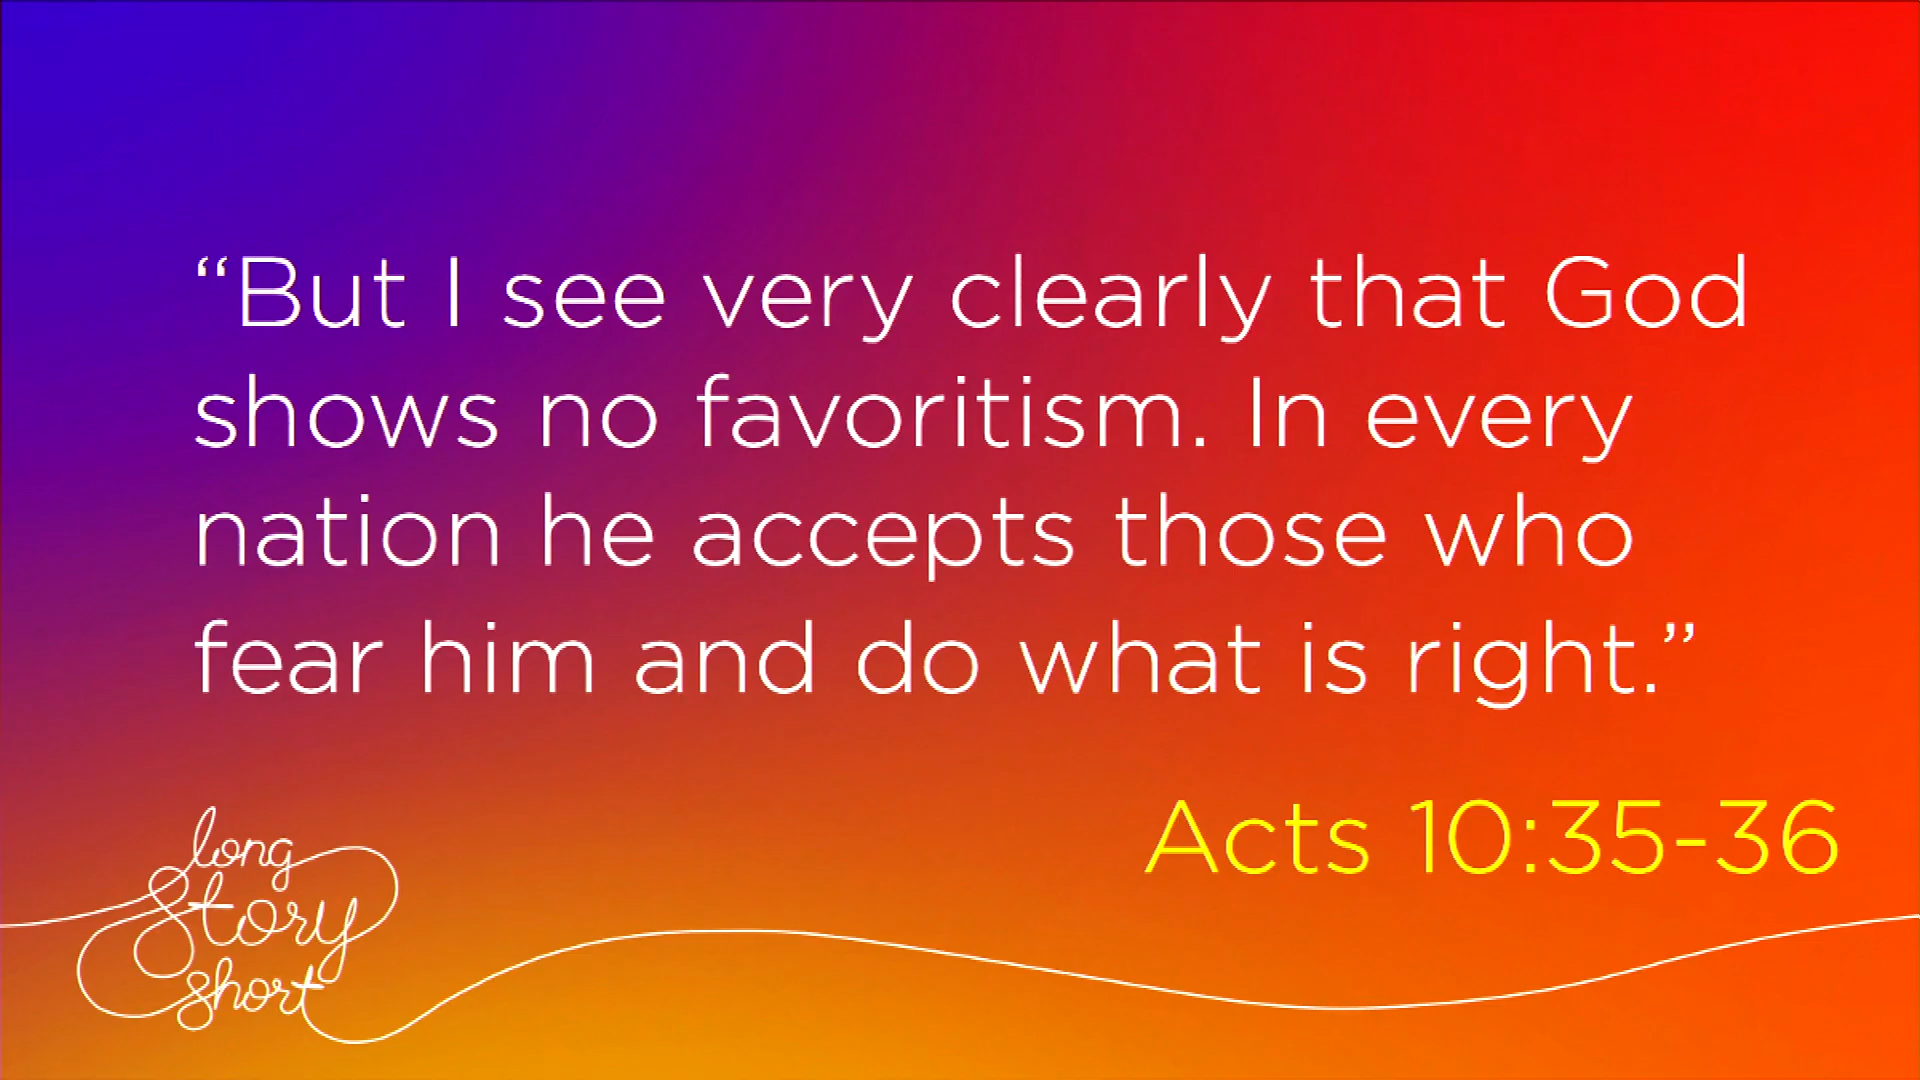 “But I see very clearly that God
shows no favoritism. In every
nation he accepts those who
fear him and do what is right.”
Acts 10:35-36
long
Story
short